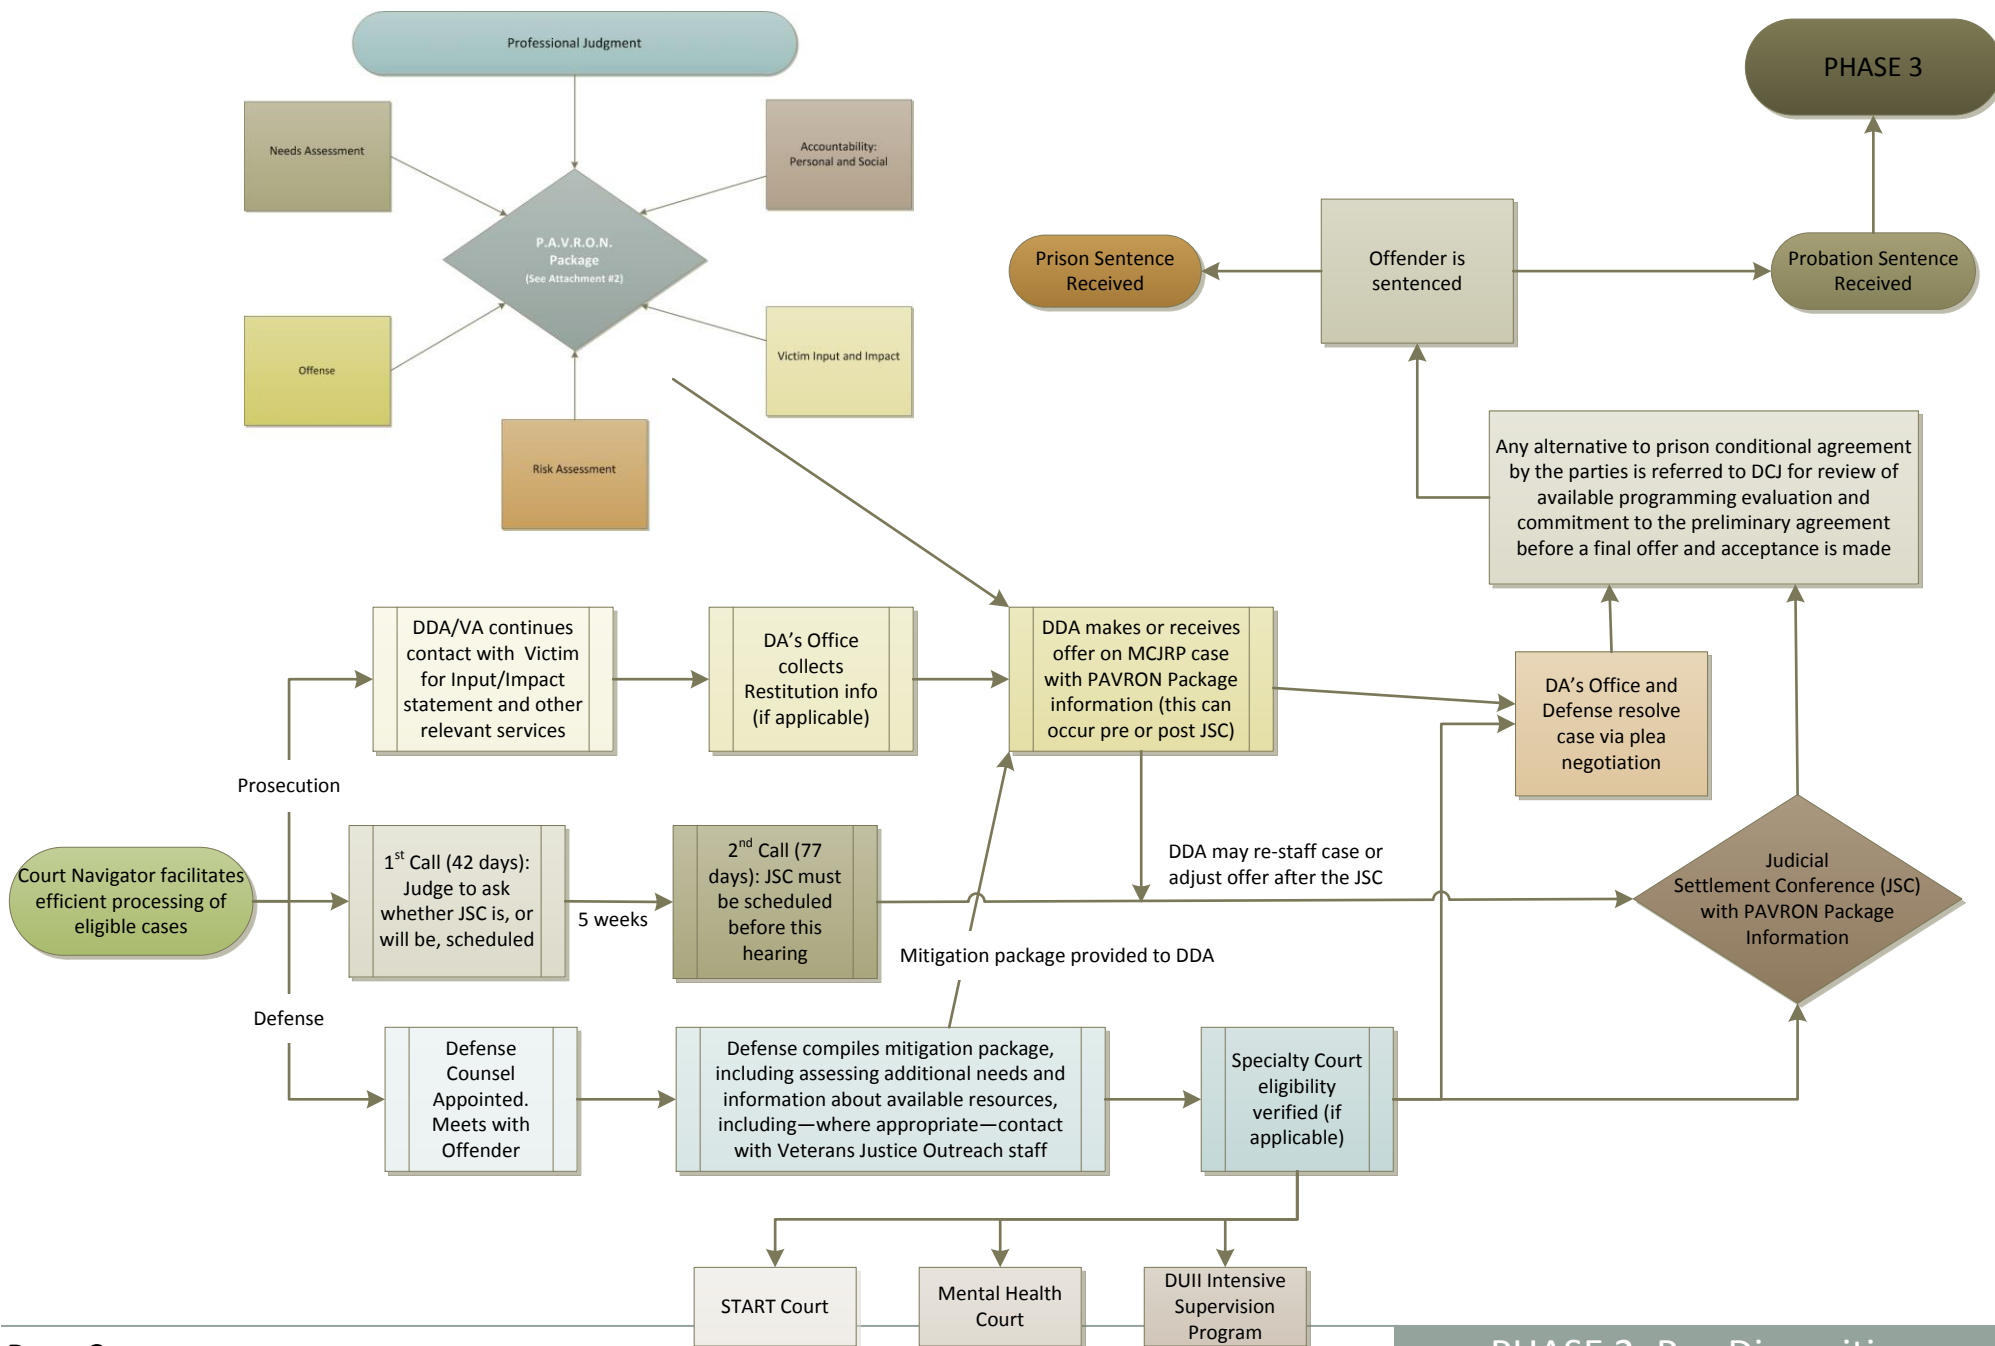 Professional Judgment
PHASE 3
Needs Assessment
Accountability:
Personal and Social
P.A.V.R.O.N.
Package
(See Attachment #2)
Offense
Victim Input and Impact
Risk Assessment
Prison Sentence
Received
Offender is
sentenced
Probation Sentence
Received
Any alternative to prison conditional agreement
by the parties is referred to DCJ for review of
available programming evaluation and
commitment to the preliminary agreement
before a final offer and acceptance is made
DDA/VA continues
contact with Victim
for Input/Impact
statement and other
relevant services
DA's Office
collects
Restitution info
(if applicable)
DDA makes or receives
offer on MCJRP case
with PAVRON Package
information (this can
occur pre or post JSC)
DA's Office and
Defense resolve
case via plea
negotiation
Prosecution
Court Navigator facilitates
efficient processing of
eligible cases
1st Call (42 days):
Judge to ask
whether JSC is, or
will be, scheduled
5 weeks
2nd Call (77
days): JSC must
be scheduled
before this
hearing
DDA may re-staff case or
adjust offer after the JSC
Mitigation package provided to DDA
Judicial
Settlement Conference (JSC)
with PAVRON Package
Information
Defense
Defense
Counsel
Appointed.
Meets with
Offender
Defense compiles mitigation package,
including assessing additional needs and
information about available resources,
including—where appropriate—contact
with Veterans Justice Outreach staff
Specialty Court
eligibility
verified (if
applicable)
START Court
Mental Health
Court
DUII Intensive
Supervision
Program